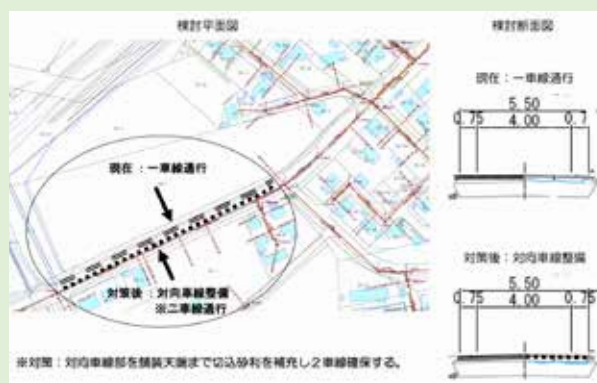 検討平面図
検討断面図
現在：一車線通行
5.50
0.75 4.00 0.7
現在：一車線通行
対策後：対向車線整備
※二車線通行
対策後：対向車線整備
5.50
0.75 4.00 0.75
※対策：対向車線部を舗装天端まで切込砂利を補充し２車線確保する。